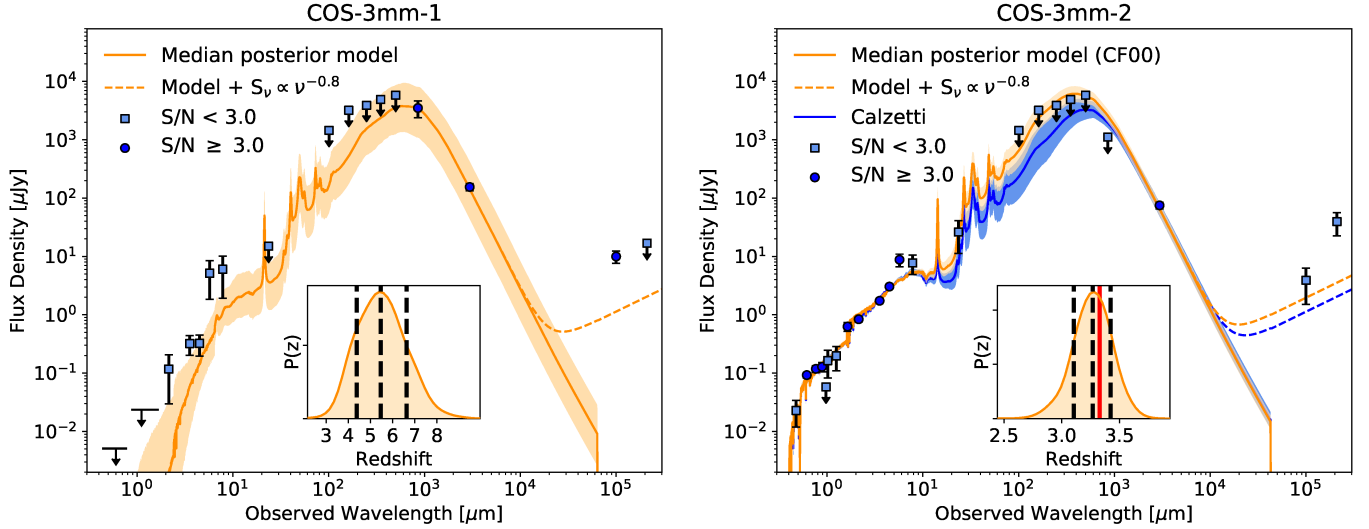 COS-3mm-1
Median posterior model
Model + S_ν ∝ ν^−0.8
S/N < 3.0
S/N ≥ 3.0
10^4
10^3
10^2
10^1
10^0
10^−1
10^−2
Flux Density [μJy]
P(z)
3 4 5 6 7 8
Redshift
10^0 10^1 10^2 10^3 10^4 10^5
Observed Wavelength [μm]
COS-3mm-2
Median posterior model (CF00)
Model + S_ν ∝ ν^−0.8
Calzetti
S/N < 3.0
S/N ≥ 3.0
10^4
10^3
10^2
10^1
10^0
10^−1
10^−2
Flux Density [μJy]
P(z)
2.5 3.0 3.5
Redshift
10^0 10^1 10^2 10^3 10^4 10^5
Observed Wavelength [μm]